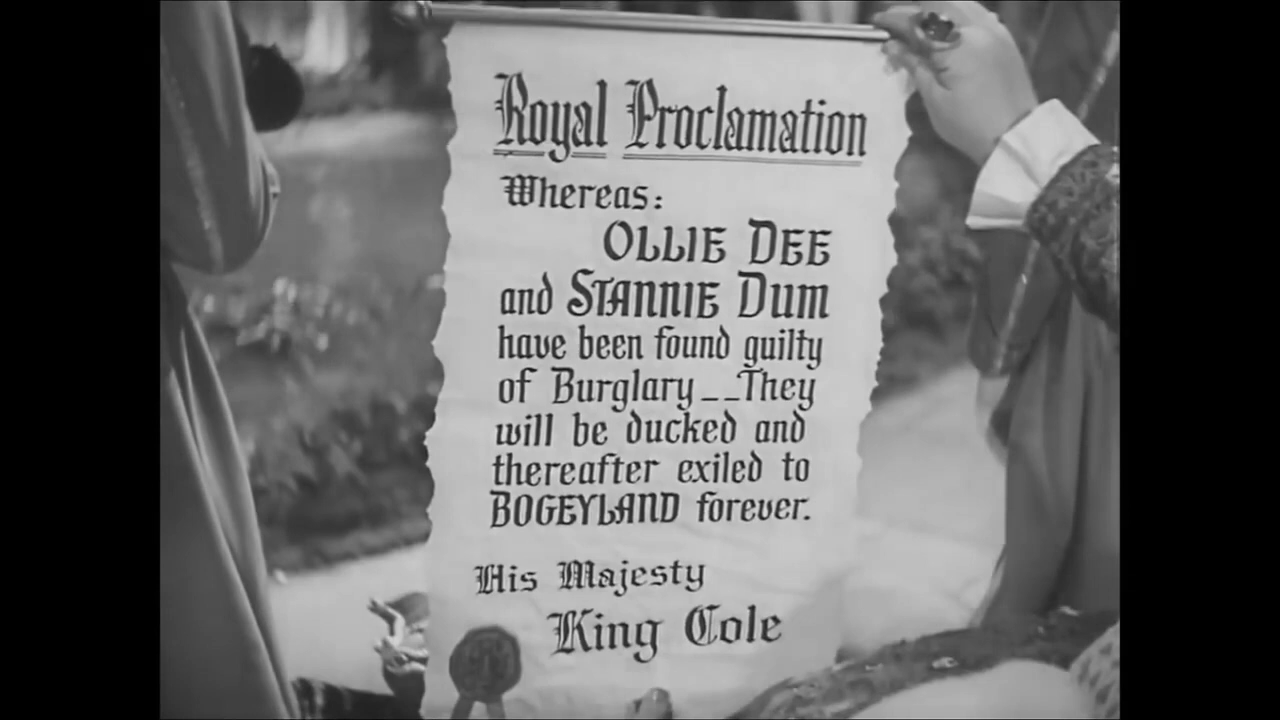 Royal Proclamation
Whereas:
OLLIE DEE
and STANNIE DUM
have been found guilty
of Burglary__They
will be ducked and
thereafter exiled to
BOGEYLAND forever.
His Majesty
King Cole